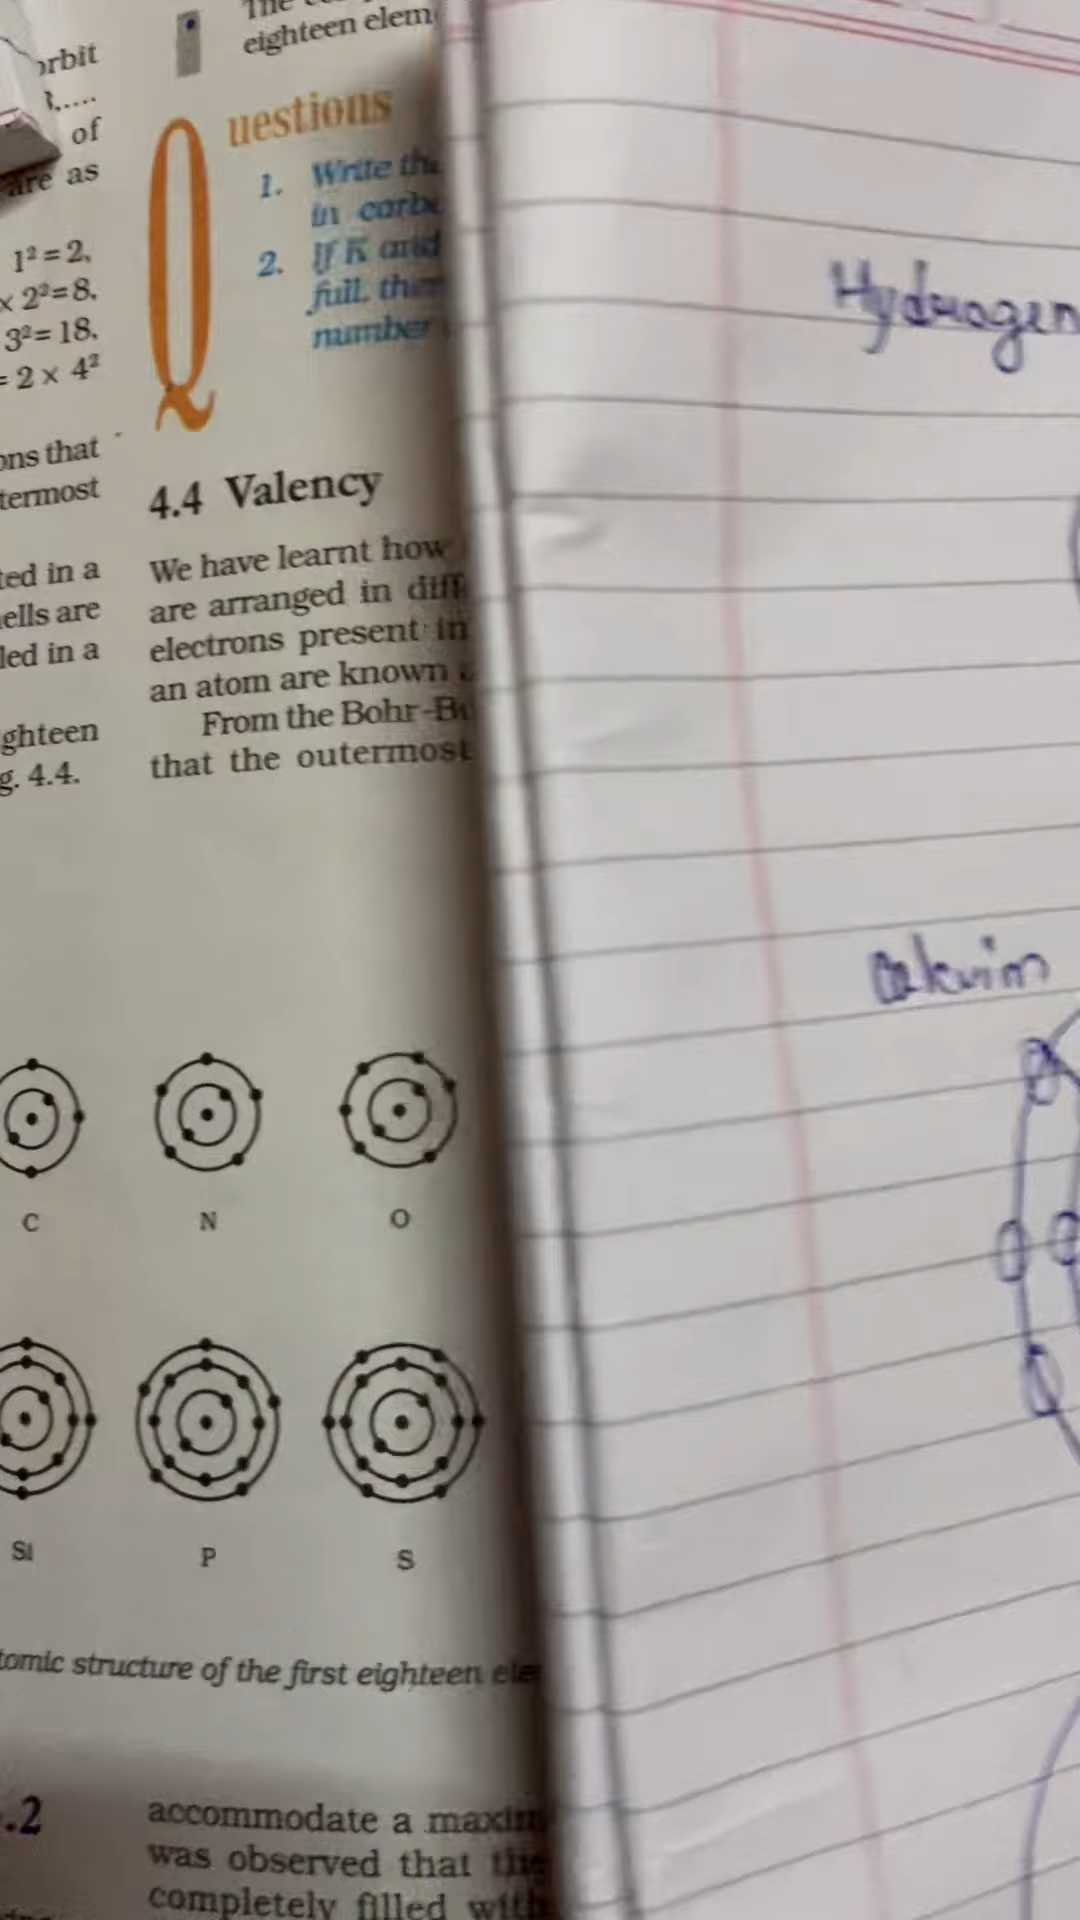 orbit
of
are as
1² = 2,
× 2² = 8,
3² = 18,
= 2 × 4²
ons that
termost
ted in a
ells are
led in a
ghteen
g. 4.4.
The
eighteen elem
Questions
1. Write the
in carb
2. If K and
full, then
number
4.4 Valency
We have learnt how
are arranged in diff
electrons present in
an atom are known
From the Bohr-Bu
that the outermost
C N O
Si P S
tomic structure of the first eighteen ele
.2
accommodate a maxim
was observed that the
completely filled with
Hydrogen